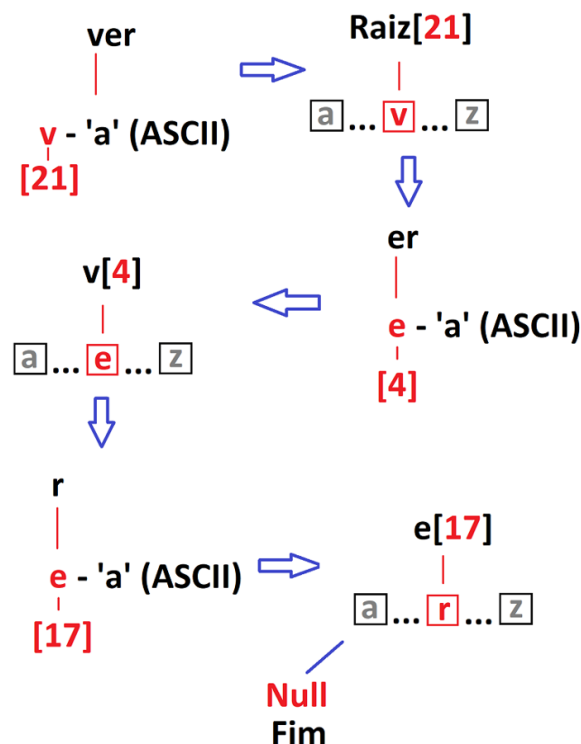 ver
v - 'a' (ASCII)
[21]
Raiz[21]
a ... v ... z
er
e - 'a' (ASCII)
[4]
v[4]
a ... e ... z
r
e - 'a' (ASCII)
[17]
e[17]
a ... r ... z
Null
Fim